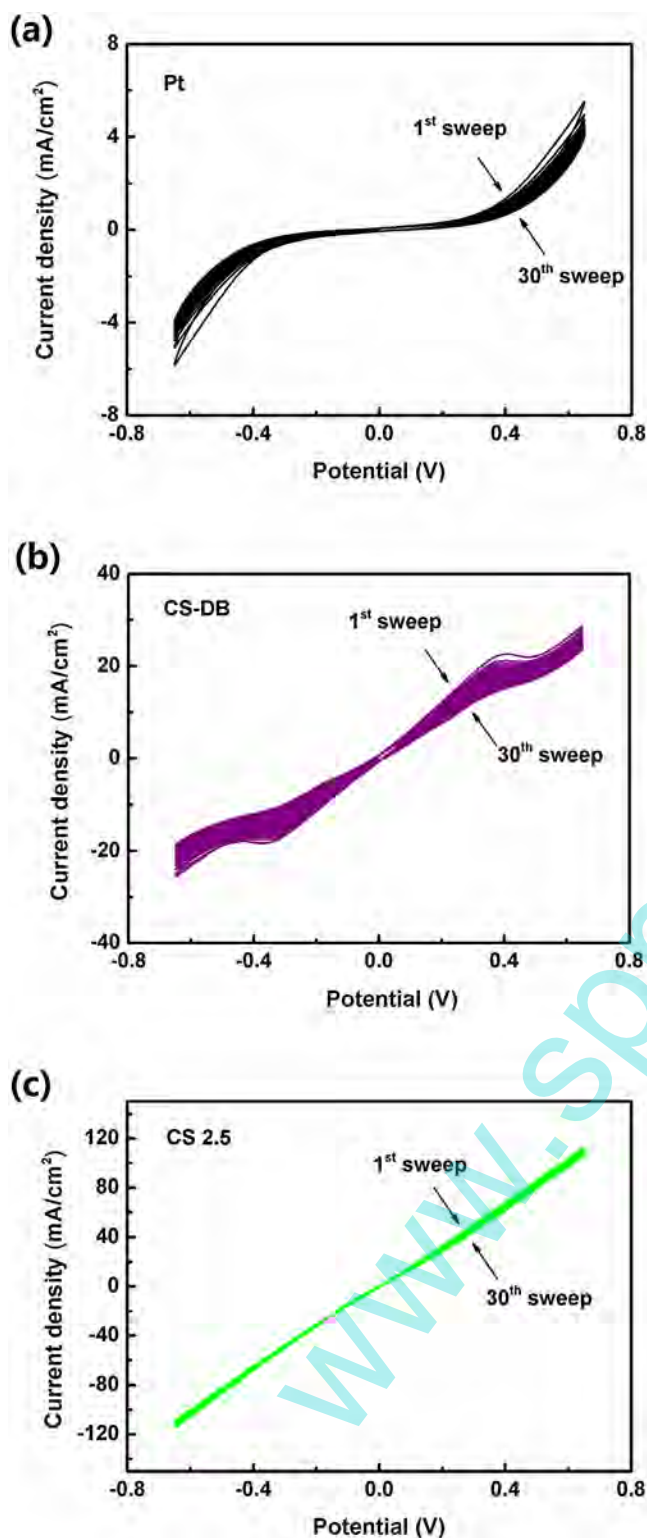 (a)
Pt
1st sweep
30th sweep
8
4
0
-4
-8
-0.8 -0.4 0.0 0.4 0.8
Current density (mA/cm²)
Potential (V)
(b)
CS-DB
1st sweep
30th sweep
40
20
0
-20
-40
-0.8 -0.4 0.0 0.4 0.8
Current density (mA/cm²)
Potential (V)
(c)
CS 2.5
1st sweep
30th sweep
120
80
40
0
-40
-80
-120
-0.8 -0.4 0.0 0.4 0.8
Current density (mA/cm²)
Potential (V)